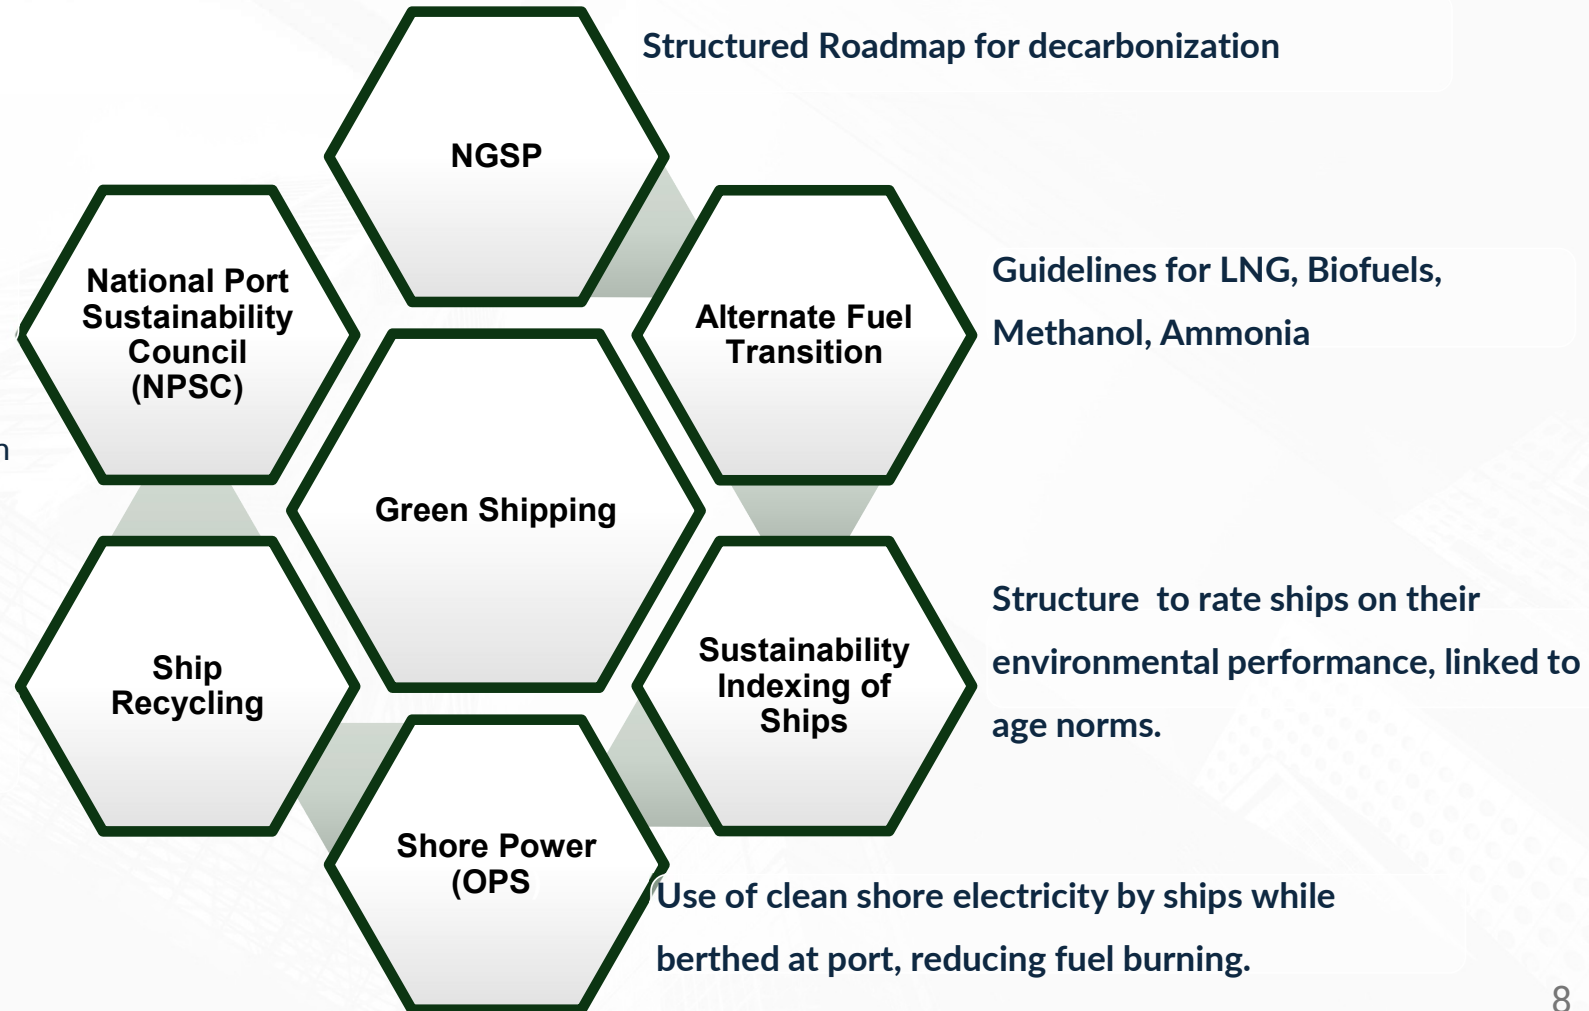 Structured Roadmap for decarbonization
NGSP
National Port
Sustainability
Council
(NPSC)
Alternate Fuel
Transition
Guidelines for LNG, Biofuels,
Methanol, Ammonia
Green Shipping
Ship
Recycling
Sustainability
Indexing of
Ships
Structure to rate ships on their
environmental performance, linked to
age norms.
Shore Power
(OPS
Use of clean shore electricity by ships while
berthed at port, reducing fuel burning.
8